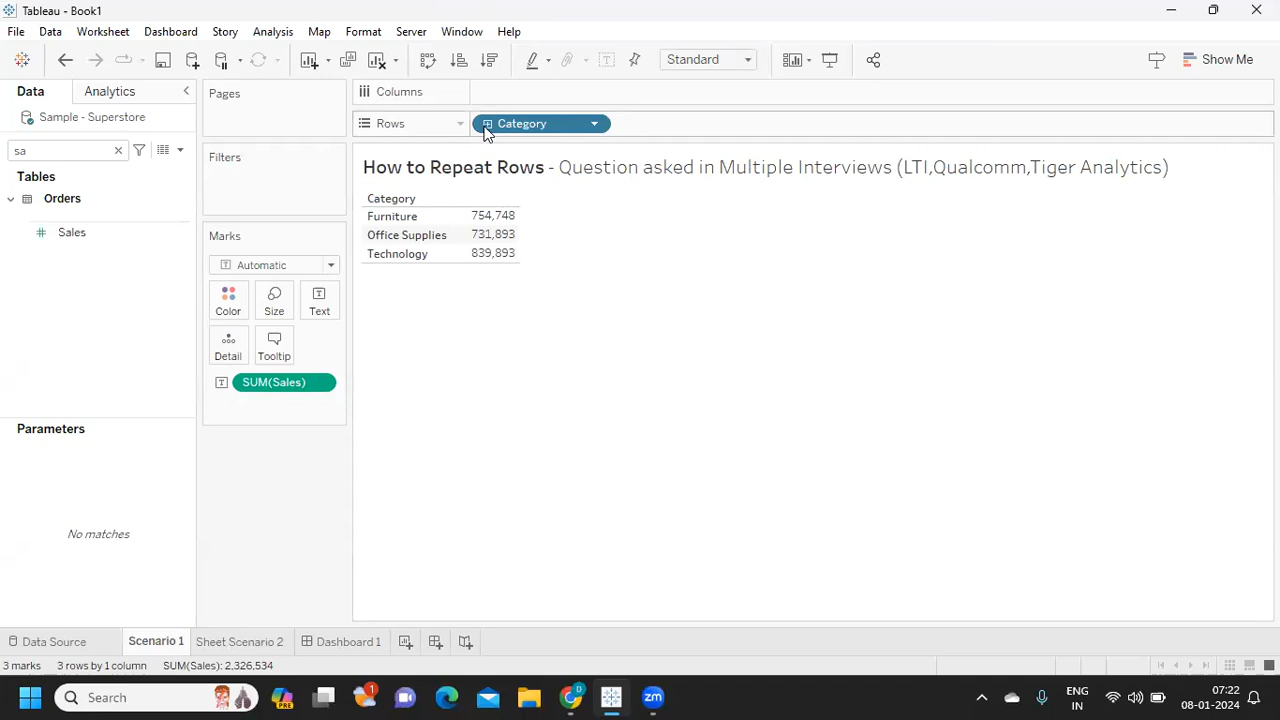 Tableau - Book1
File Data Worksheet Dashboard Story Analysis Map Format Server Window Help
Standard
Show Me
Data Analytics
Sample - Superstore
sa
Tables
Orders
Sales
Parameters
No matches
Pages
Filters
Marks
Automatic
Color Size Text
Detail Tooltip
SUM(Sales)
Columns
Rows Category
How to Repeat Rows - Question asked in Multiple Interviews (LTI,Qualcomm,Tiger Analytics)
Category
Furniture 754,748
Office Supplies 731,893
Technology 839,893
Data Source Scenario 1 Sheet Scenario 2 Dashboard 1
3 marks 3 rows by 1 column SUM(Sales): 2,326,534
Search
PRE
1
D
ENG
IN
07:22
08-01-2024